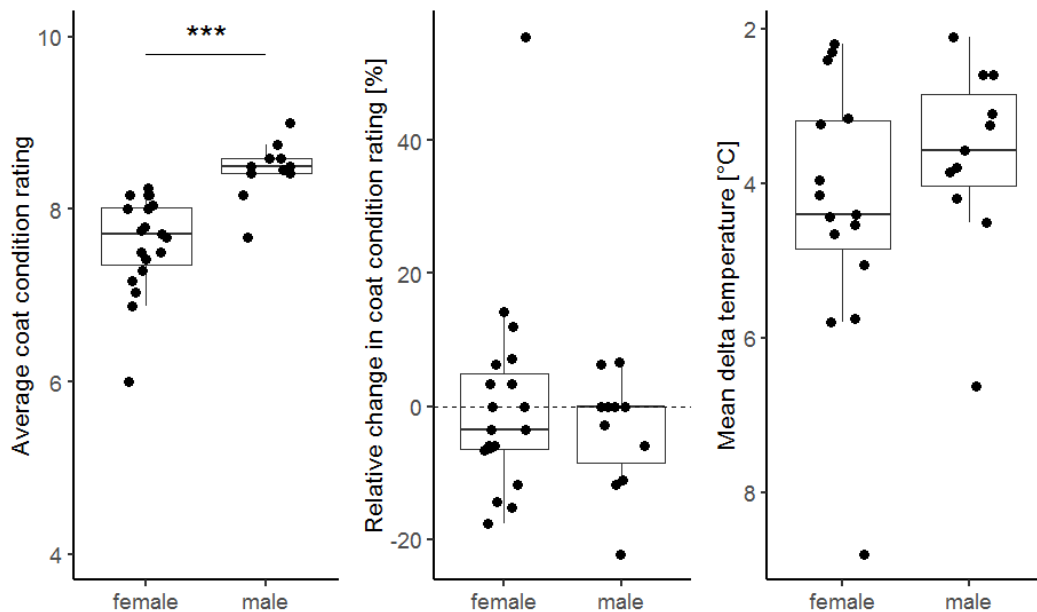 Average coat condition rating
10
8
6
4
***
female
male
Relative change in coat condition rating [%]
40
20
0
-20
female
male
Mean delta temperature [°C]
2
4
6
8
female
male